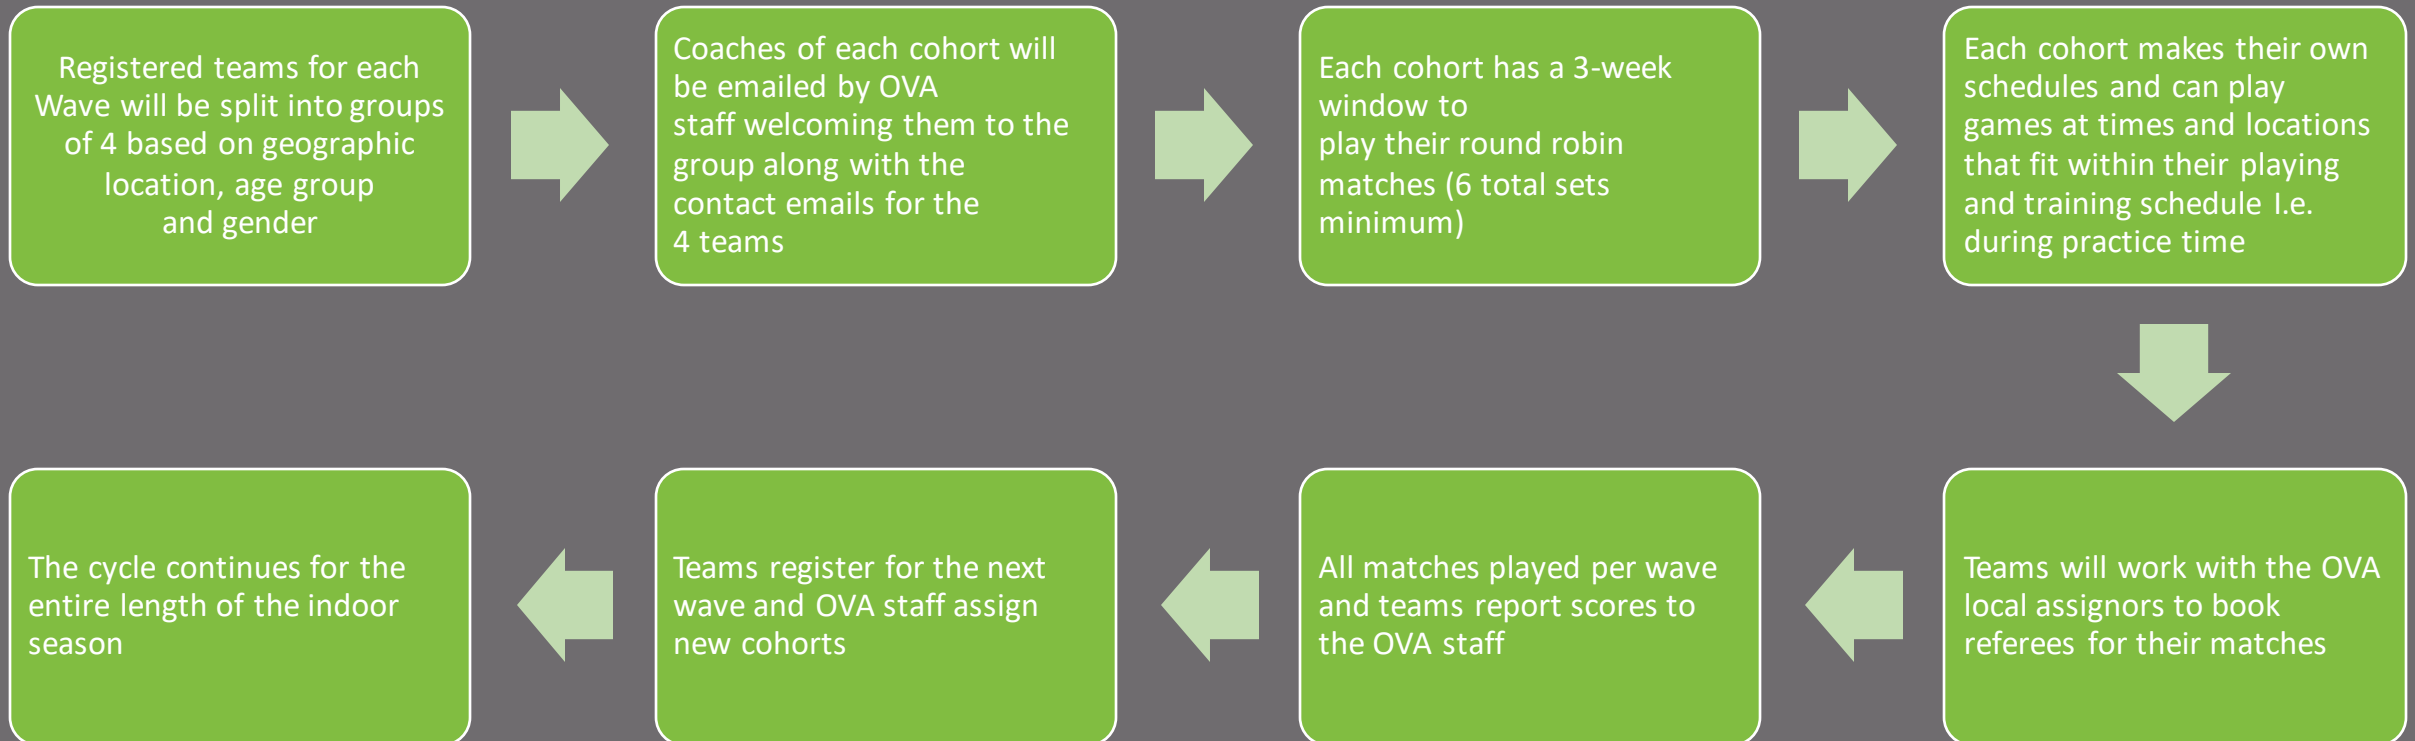 Registered teams for each
Wave will be split into groups
of 4 based on geographic
location, age group
and gender
Coaches of each cohort will
be emailed by OVA
staff welcoming them to the
group along with the
contact emails for the
4 teams
Each cohort has a 3-week
window to
play their round robin
matches (6 total sets
minimum)
Each cohort makes their own
schedules and can play
games at times and locations
that fit within their playing
and training schedule I.e.
during practice time
Teams will work with the OVA
local assignors to book
referees for their matches
All matches played per wave
and teams report scores to
the OVA staff
Teams register for the next
wave and OVA staff assign
new cohorts
The cycle continues for the
entire length of the indoor
season